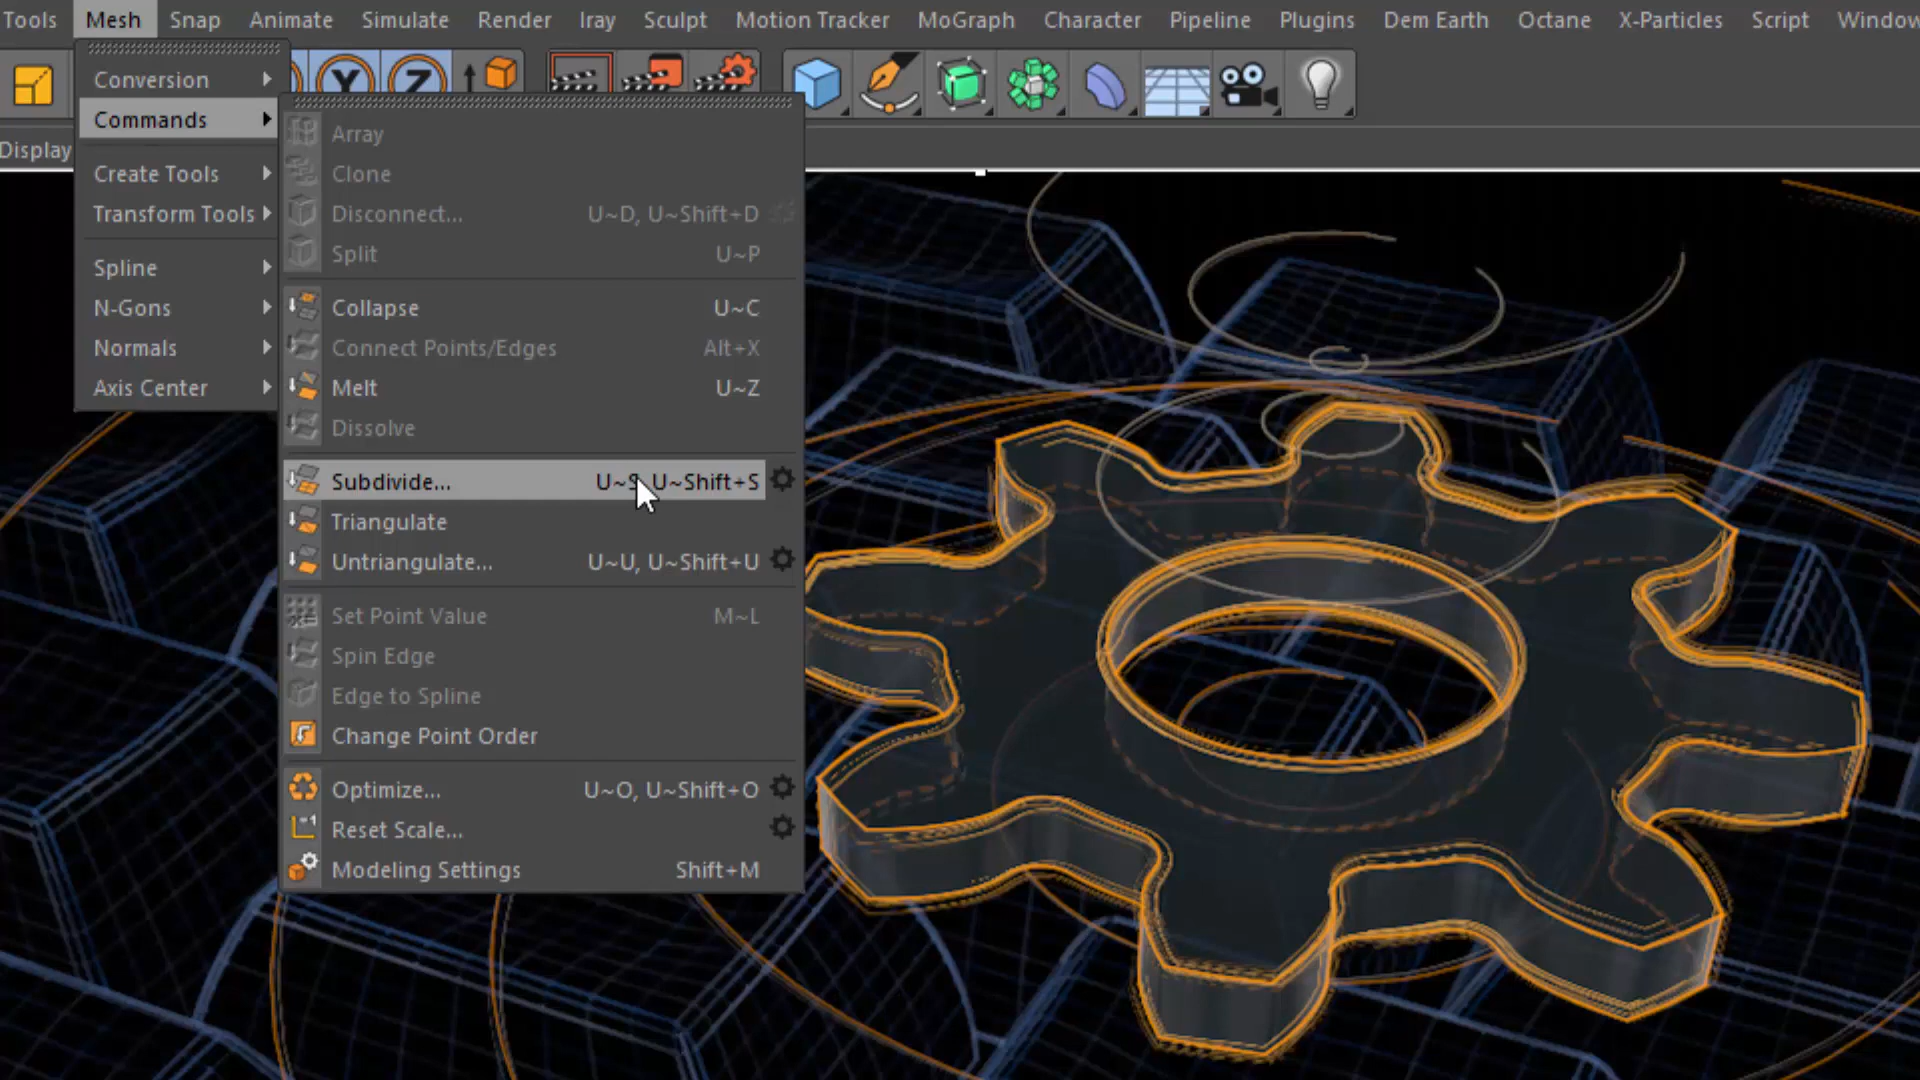 Tools Mesh Snap Animate Simulate Render Iray Sculpt Motion Tracker MoGraph Character Pipeline Plugins Dem Earth Octane X-Particles Script Window
Y Z
Display
Conversion
Commands
Create Tools
Transform Tools
Spline
N-Gons
Normals
Axis Center
Array
Clone
Disconnect... U~D, U~Shift+D
Split U~P
Collapse U~C
Connect Points/Edges Alt+X
Melt U~Z
Dissolve
Subdivide... U~S, U~Shift+S
Triangulate
Untriangulate... U~U, U~Shift+U
Set Point Value M~L
Spin Edge
Edge to Spline
Change Point Order
Optimize... U~O, U~Shift+O
Reset Scale...
Modeling Settings Shift+M